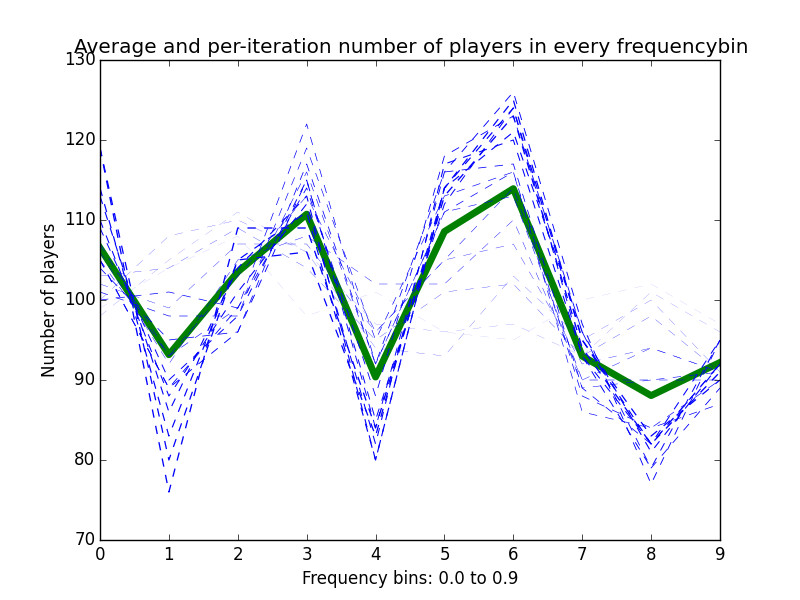 Average and per-iteration number of players in every frequencybin
130
120
110
100
90
80
70
Number of players
0 1 2 3 4 5 6 7 8 9
Frequency bins: 0.0 to 0.9